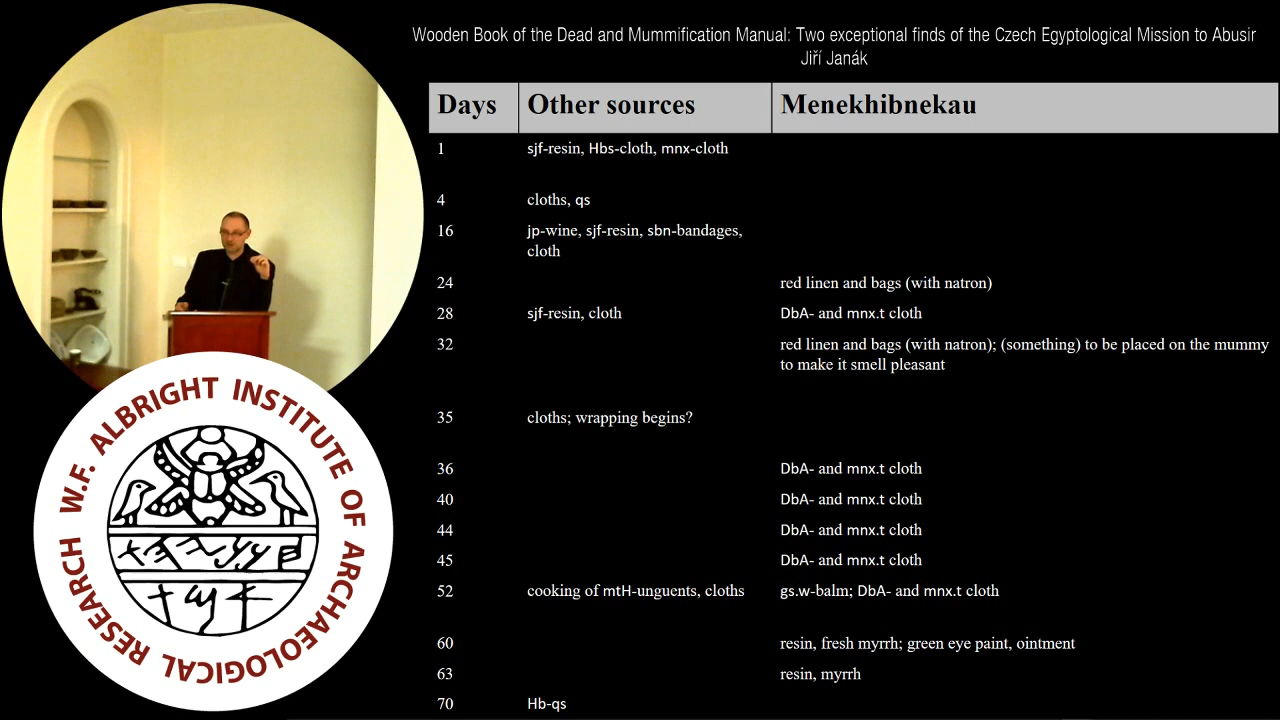 Wooden Book of the Dead and Mummification Manual: Two exceptional finds of the Czech Egyptological Mission to Abusir
Jiří Janák
Days Other sources Menekhibnekau
1 sjf-resin, Hbs-cloth, mnx-cloth
4 cloths, qs
16 jp-wine, sjf-resin, sbn-bandages,
cloth
24 red linen and bags (with natron)
28 sjf-resin, cloth DbA- and mnx.t cloth
32 red linen and bags (with natron); (something) to be placed on the mummy
to make it smell pleasant
35 cloths; wrapping begins?
36 DbA- and mnx.t cloth
40 DbA- and mnx.t cloth
44 DbA- and mnx.t cloth
45 DbA- and mnx.t cloth
52 cooking of mtH-unguents, cloths gs.w-balm; DbA- and mnx.t cloth
60 resin, fresh myrrh; green eye paint, ointment
63 resin, myrrh
70 Hb-qs
W.F. ALBRIGHT INSTITUTE OF ARCHAEOLOGICAL RESEARCH